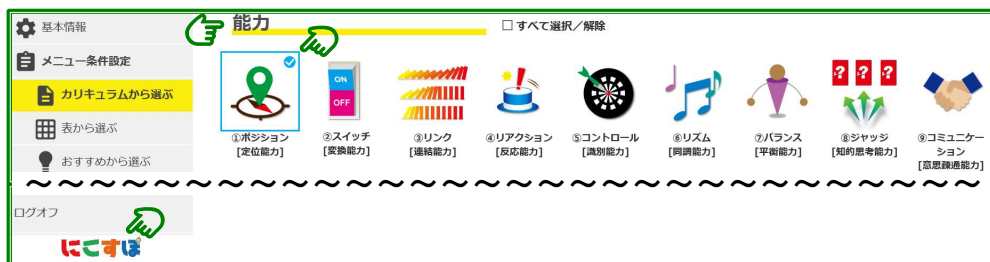 基本情報
メニュー条件設定
カリキュラムから選ぶ
表から選ぶ
おすすめから選ぶ
ログオフ
にこすぽ
能力
□ すべて選択／解除
ON
OFF
? ? ?
①ポジション
[定位能力]
②スイッチ
[変換能力]
③リンク
[連結能力]
④リアクション
[反応能力]
⑤コントロール
[識別能力]
⑥リズム
[同調能力]
⑦バランス
[平衡能力]
⑧ジャッジ
[知的思考能力]
⑨コミュニケー
ション
[意思疎通能力]